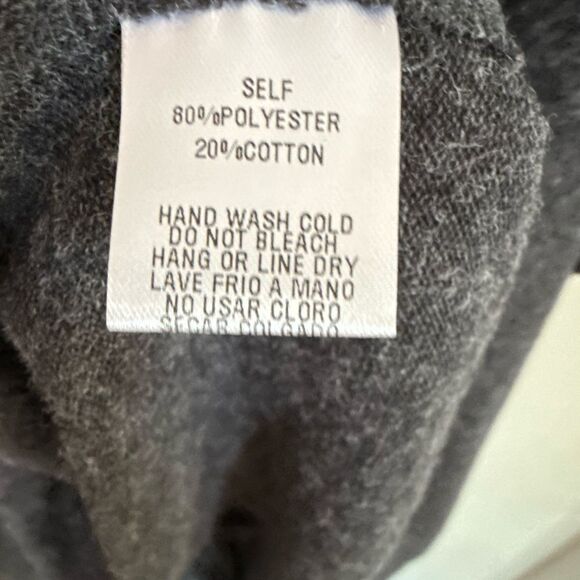 SELF
80%POLYESTER
20%COTTON
HAND WASH COLD
DO NOT BLEACH
HANG OR LINE DRY
LAVE FRIO A MANO
NO USAR CLORO
SECAR COLGADO